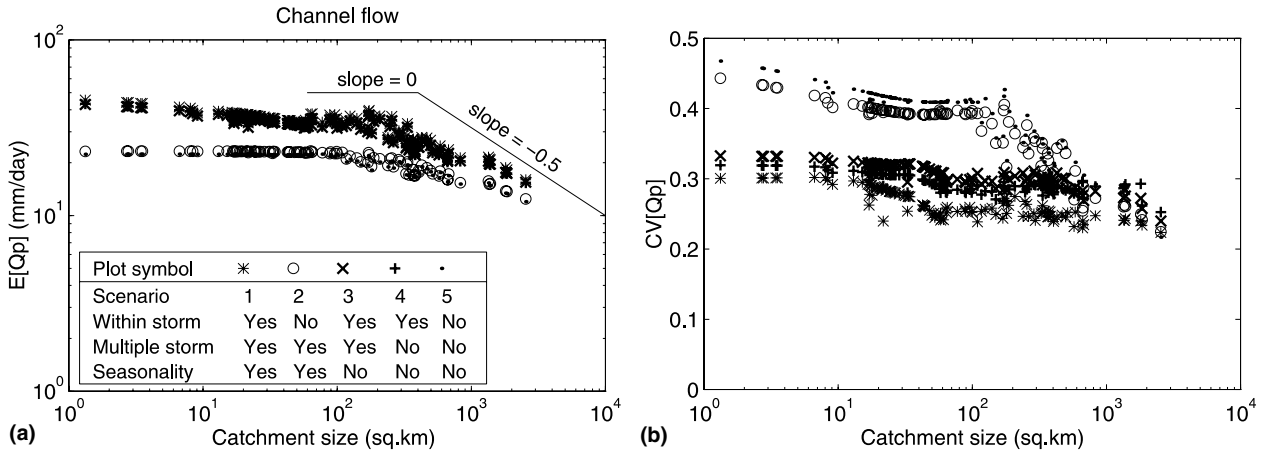 Channel flow
10^2
10^1
10^0
E[Qp] (mm/day)
slope = 0
slope = −0.5
Plot symbol
Scenario 1 2 3 4 5
Within storm Yes No Yes Yes No
Multiple storm Yes Yes Yes No No
Seasonality Yes Yes No No No
10^0 10^1 10^2 10^3 10^4
Catchment size (sq.km)
(a)
0.5
0.4
0.3
0.2
0.1
0
CV[Qp]
10^0 10^1 10^2 10^3 10^4
Catchment size (sq.km)
(b)